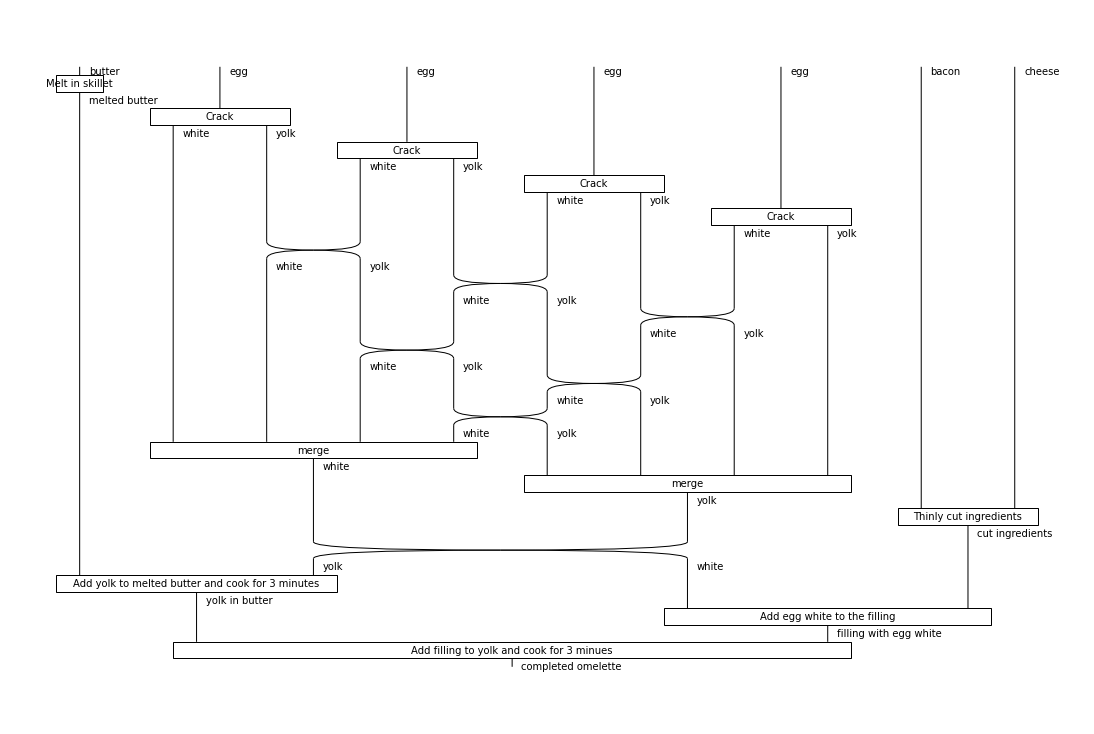 butter egg egg egg egg bacon cheese
Melt in skillet
melted butter
Crack
white yolk
Crack
white yolk
Crack
white yolk
Crack
white yolk
white yolk
white yolk
white yolk
white yolk
white yolk
white yolk
merge
white
merge
yolk
Thinly cut ingredients
cut ingredients
yolk white
Add yolk to melted butter and cook for 3 minutes
yolk in butter
Add egg white to the filling
filling with egg white
Add filling to yolk and cook for 3 minues
completed omelette